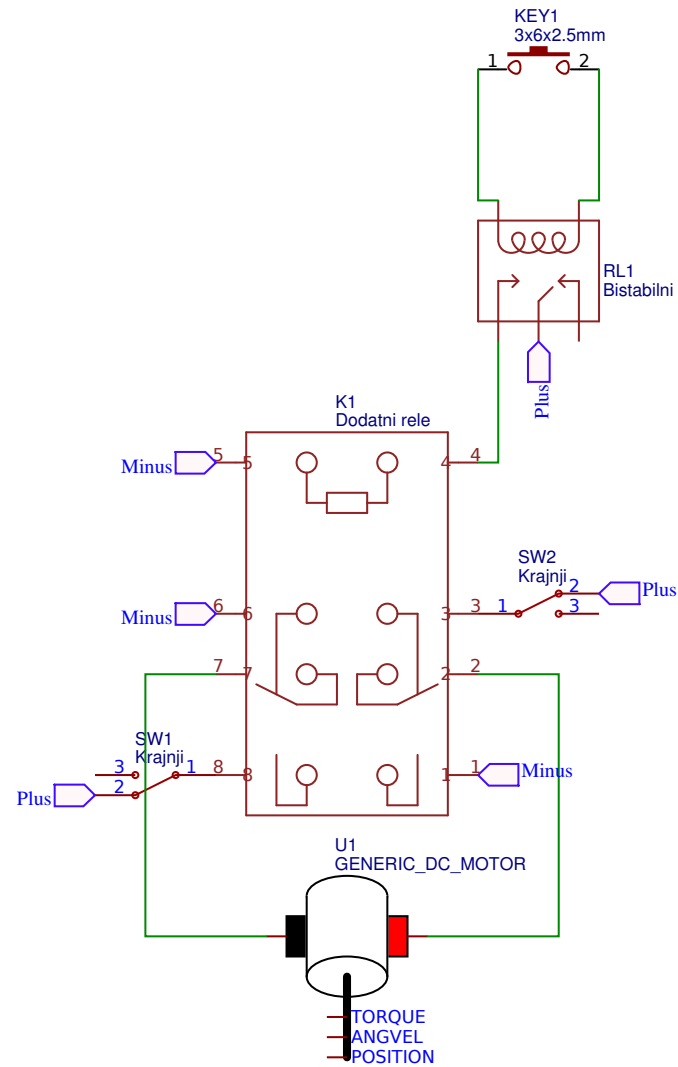 KEY1
3x6x2.5mm
1
2
RL1
Bistabilni
Plus
K1
Dodatni rele
Minus
5
5
4
4
SW2
Krajnji
2
Plus
Minus
6
6
3
3
1
3
7
7
2
2
SW1
Krajnji
3
1
8
8
1
1
Minus
Plus
2
U1
GENERIC_DC_MOTOR
TORQUE
ANGVEL
POSITION